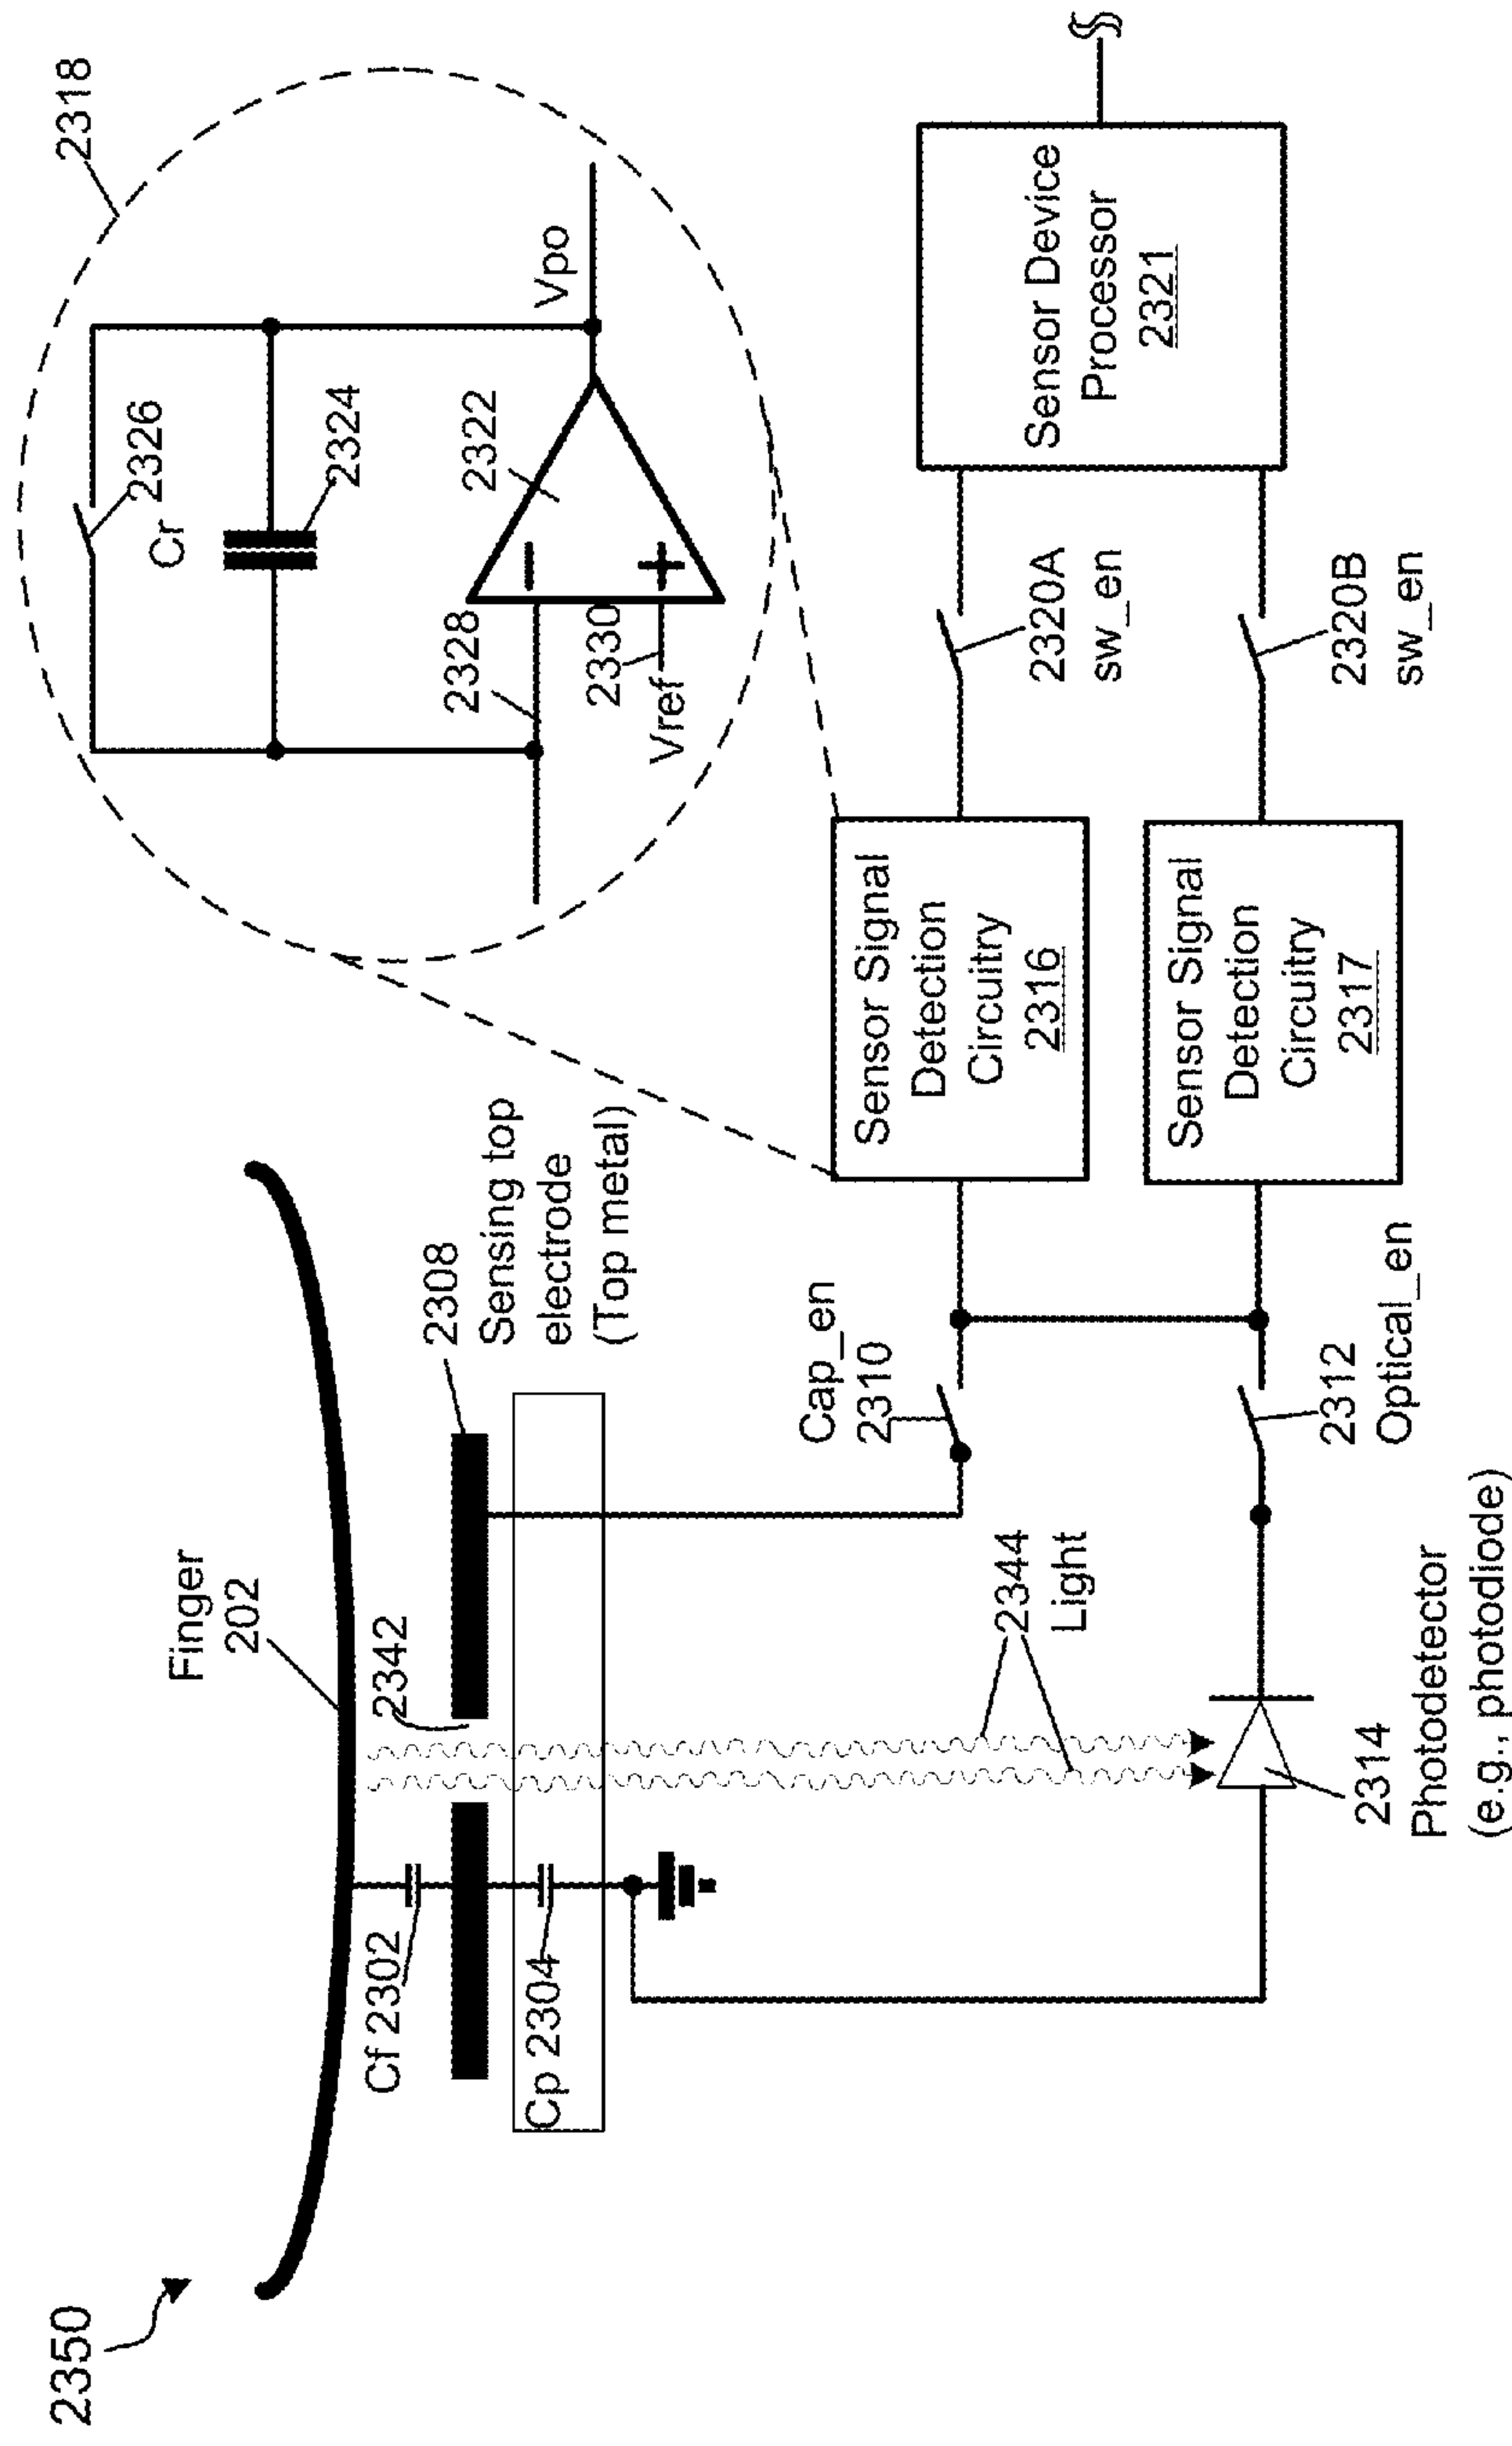 2350
Finger
202
2342
Cf 2302
Cp 2304
2308
Sensing top
electrode
(Top metal)
2318
2326
Cr
2324
2322
2328
2330
Vref
Vpo
2344
Light
Cap_en
2310
2312
Optical_en
2314
Photodetector
(e.g., photodiode)
Sensor Signal
Detection
Circuitry
2316
Sensor Signal
Detection
Circuitry
2317
2320A
sw_en
2320B
sw_en
Sensor Device
Processor
2321